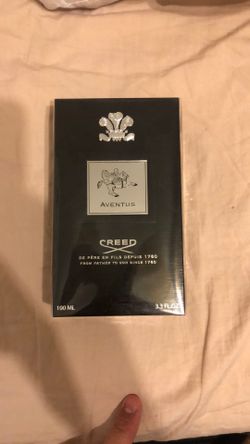 AVENTUS
CREED
DE PÈRE EN FILS DEPUIS 1760
FROM FATHER TO SON SINCE 1760
100 ML 3.3 FL.OZ